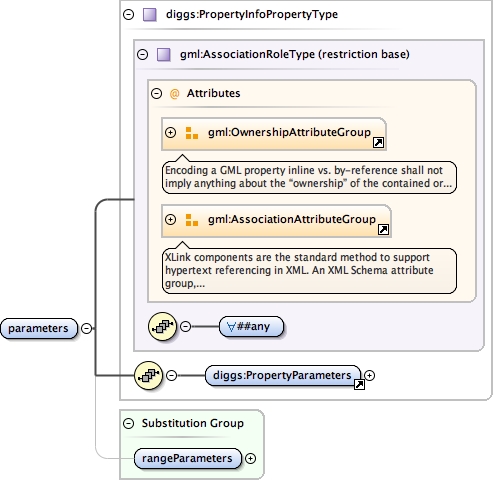 diggs:PropertyInfoPropertyType
gml:AssociationRoleType (restriction base)
@ Attributes
gml:OwnershipAttributeGroup
Encoding a GML property inline vs. by-reference shall not
imply anything about the “ownership” of the contained or...
gml:AssociationAttributeGroup
XLink components are the standard method to support
hypertext referencing in XML. An XML Schema attribute
group,...
parameters
∀##any
diggs:PropertyParameters
Substitution Group
rangeParameters